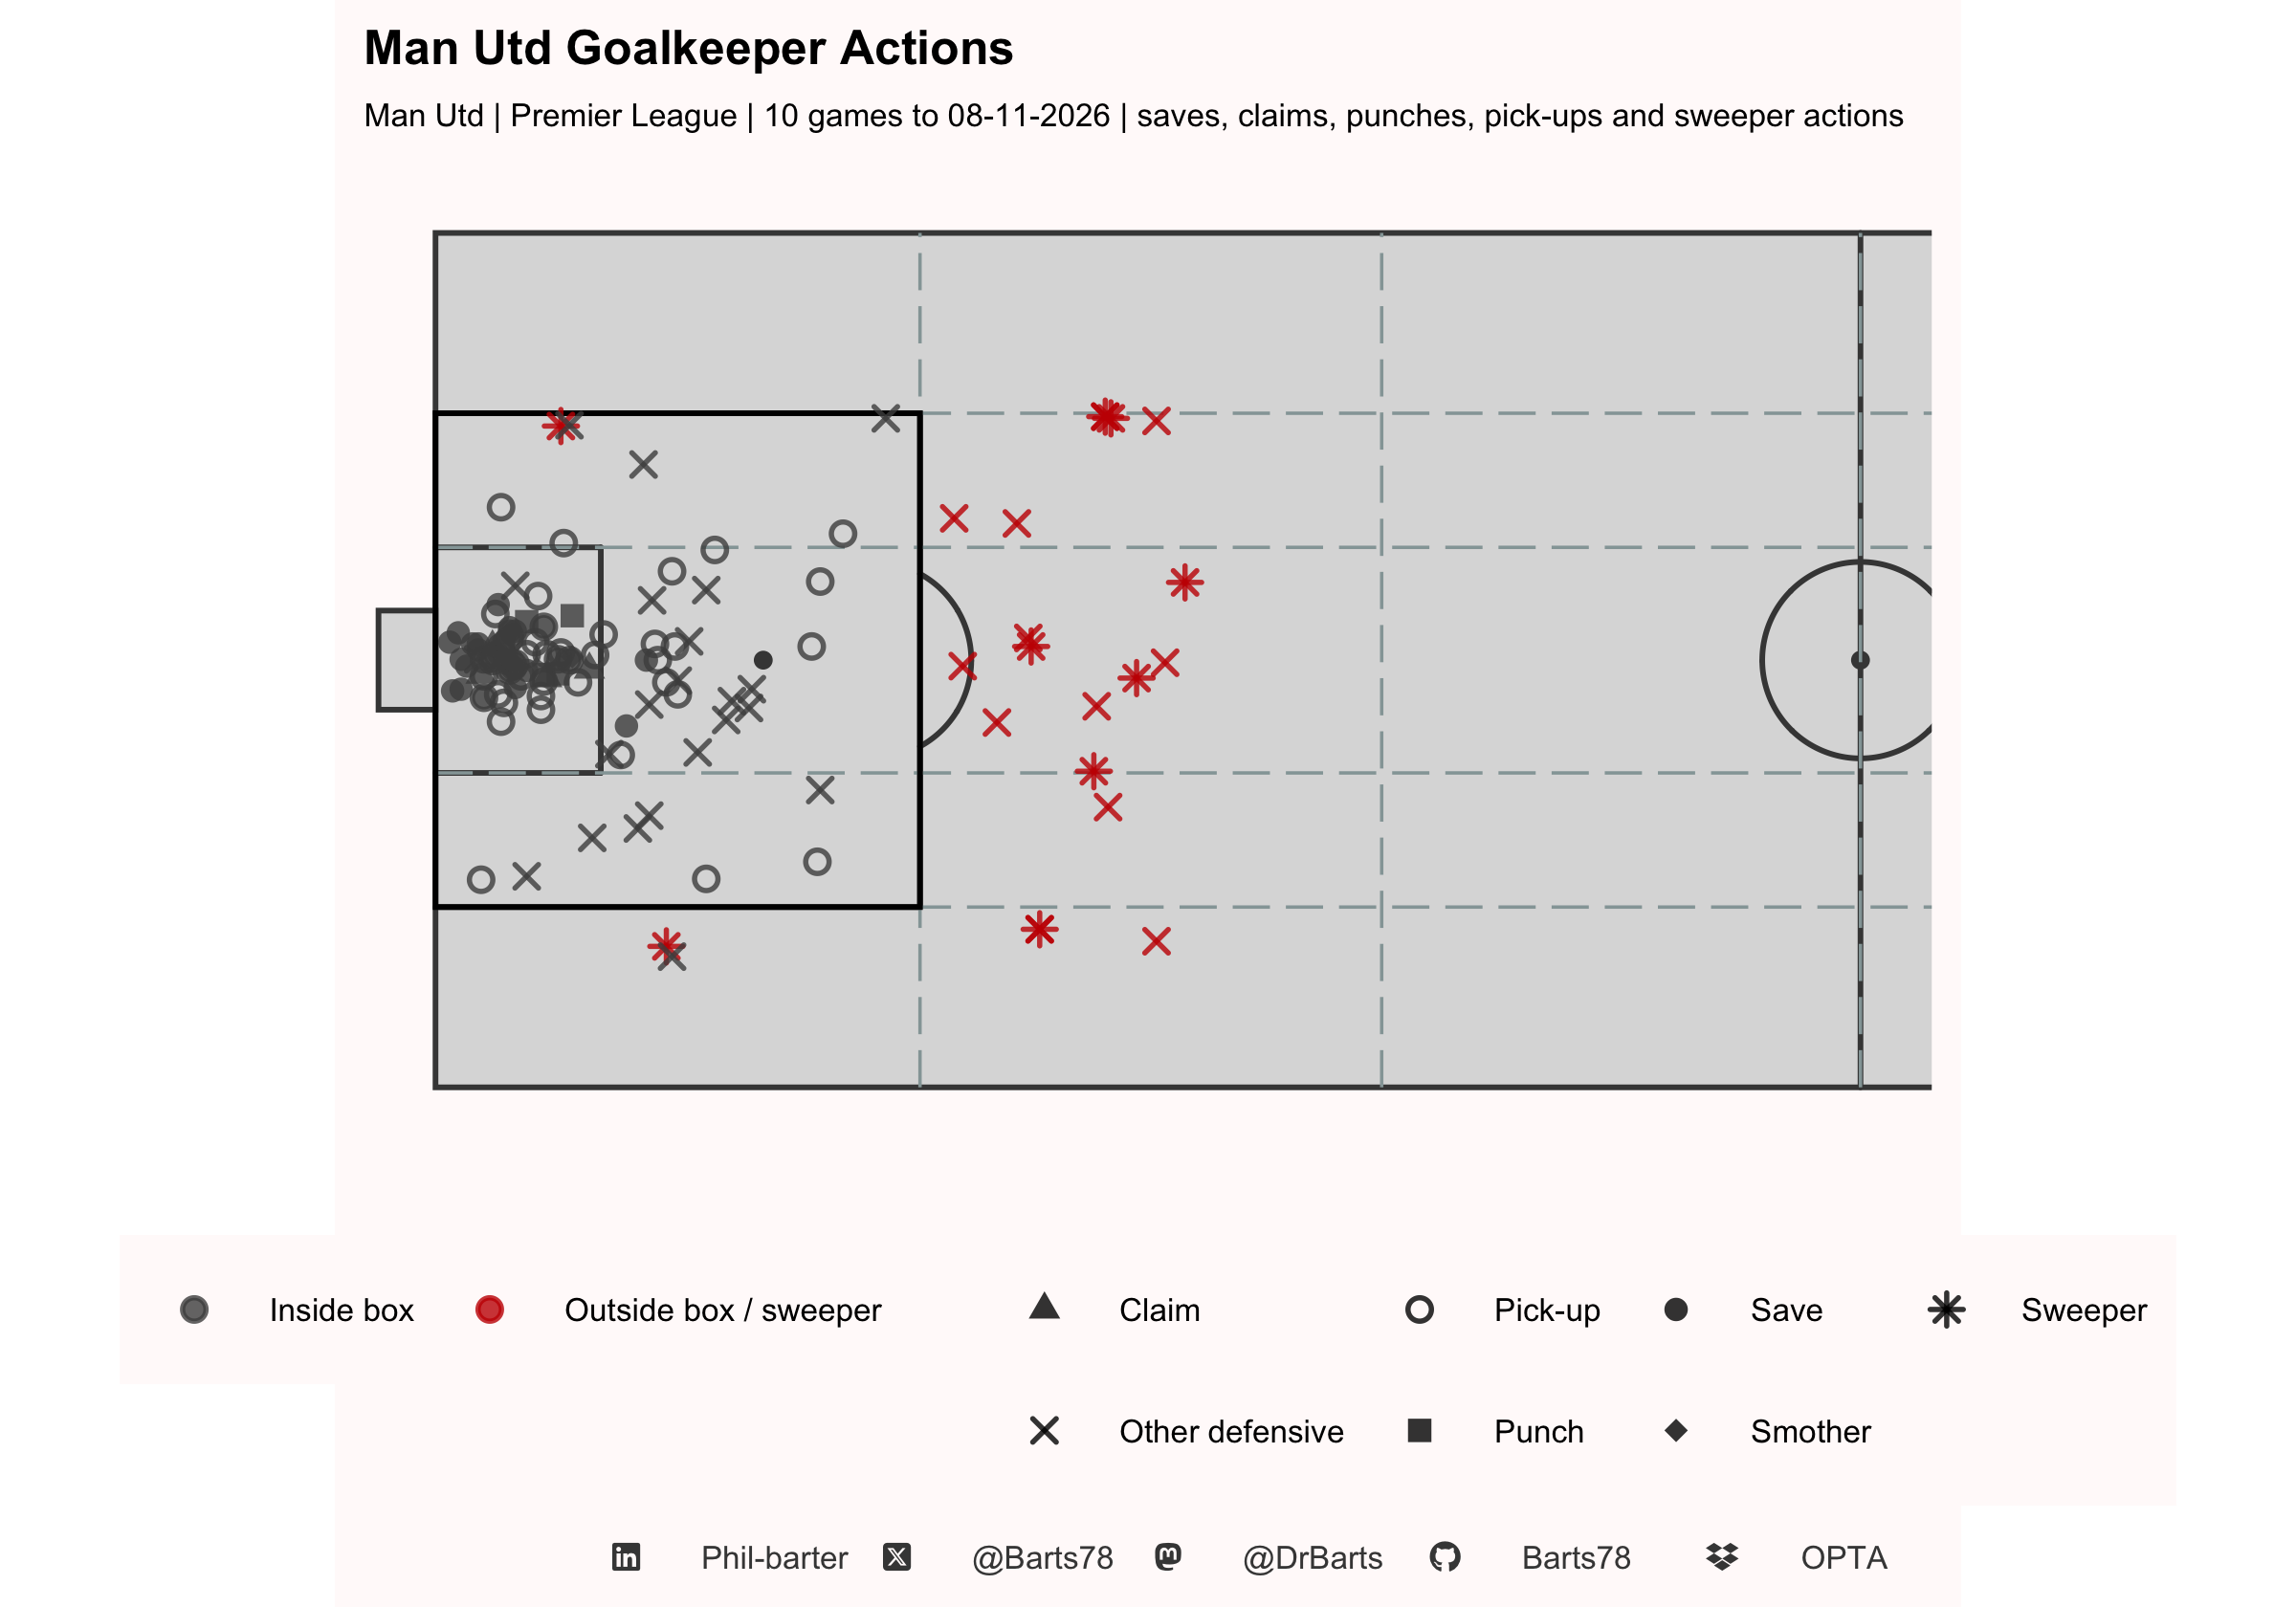 Man Utd Goalkeeper Actions
Man Utd | Premier League | 10 games to 08-11-2026 | saves, claims, punches, pick-ups and sweeper actions
Inside box Outside box / sweeper Claim Pick-up Save Sweeper
Other defensive Punch Smother
Phil-barter @Barts78 @DrBarts Barts78 OPTA